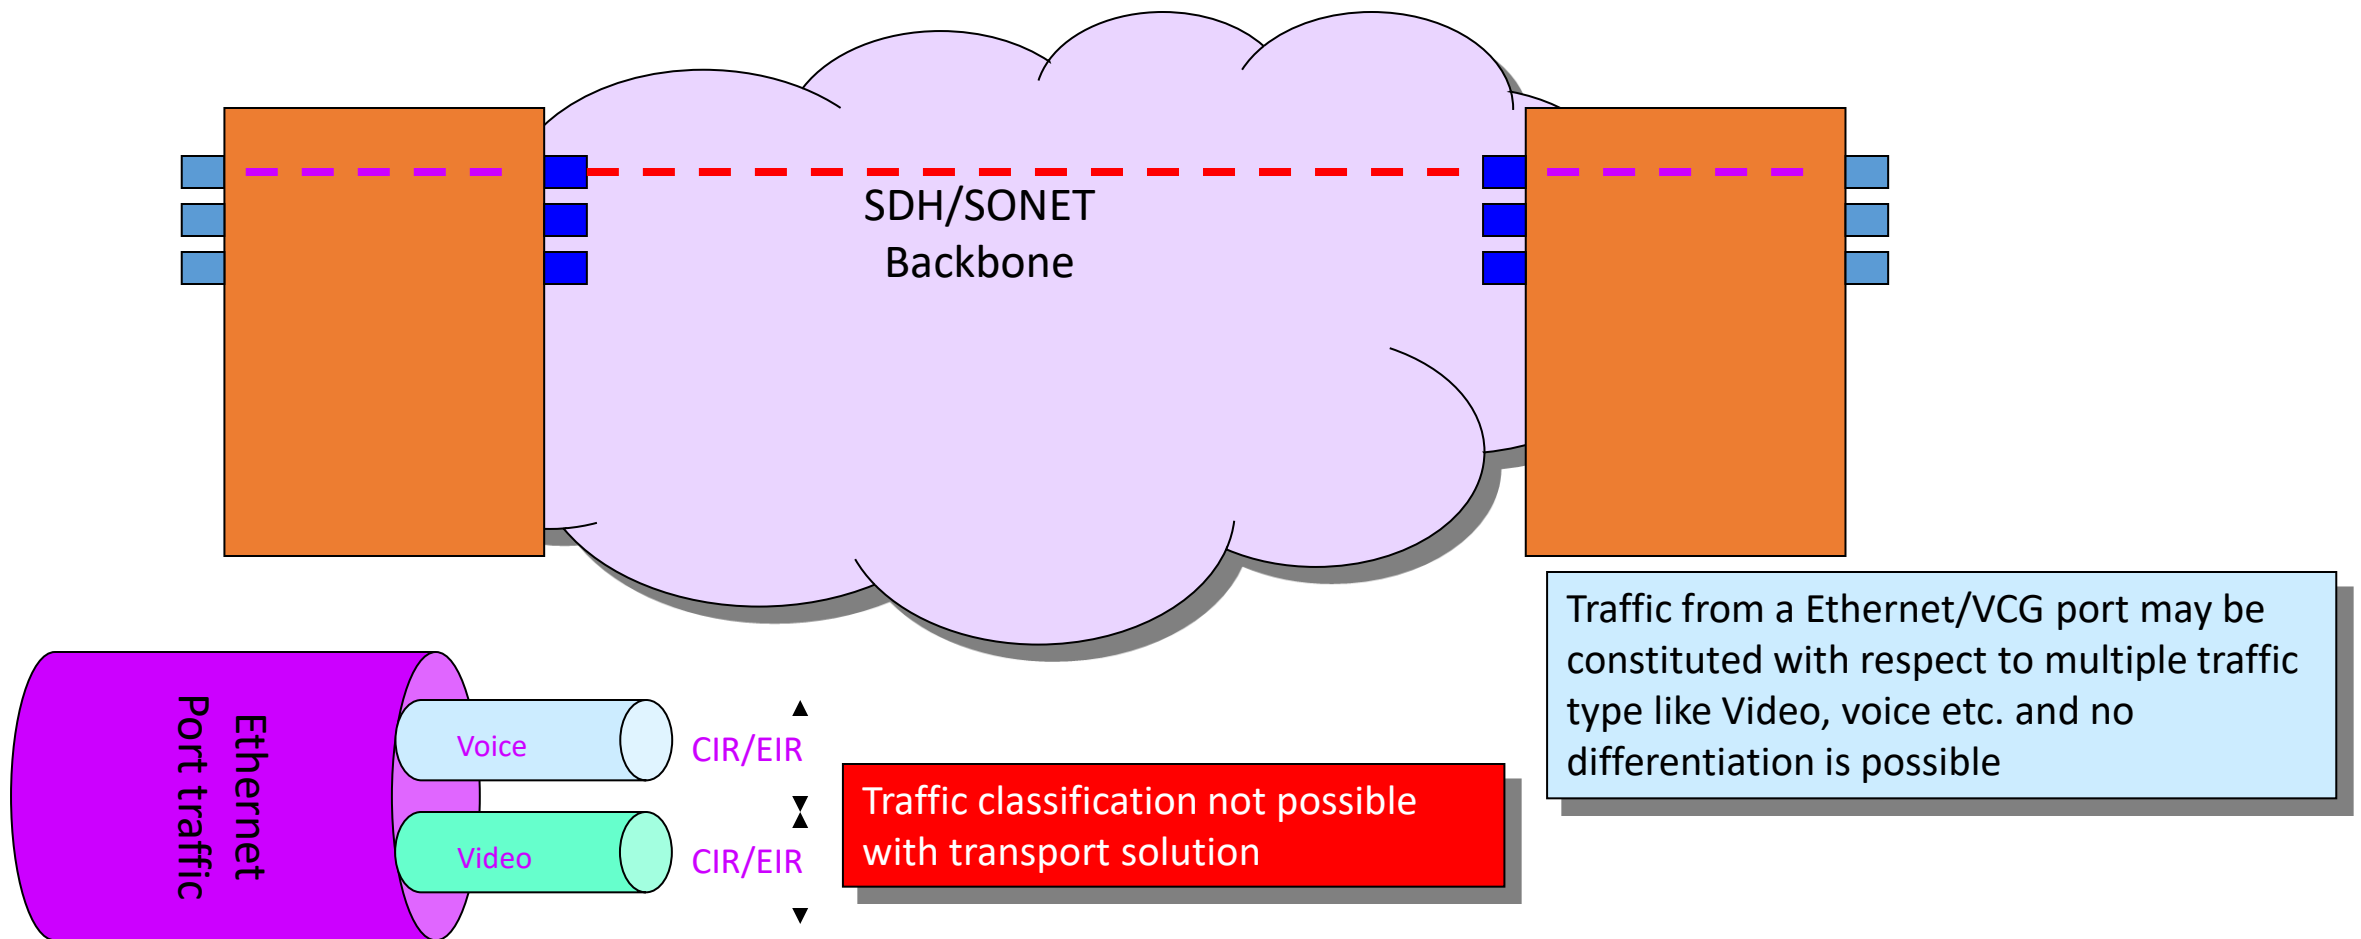 SDH/SONET
Backbone
Traffic from a Ethernet/VCG port may be
constituted with respect to multiple traffic
type like Video, voice etc. and no
differentiation is possible
Ethernet
Port traffic
Voice
CIR/EIR
Video
CIR/EIR
Traffic classification not possible
with transport solution